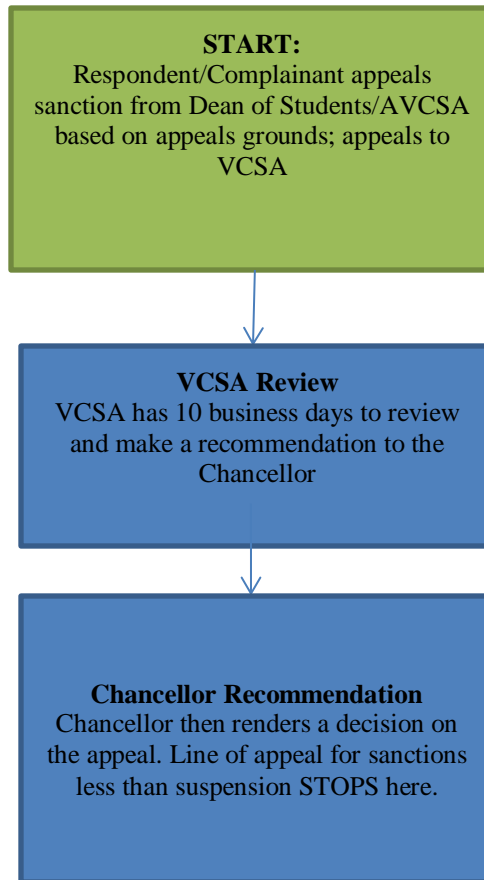 START:
Respondent/Complainant appeals
sanction from Dean of Students/AVCSA
based on appeals grounds; appeals to
VCSA
VCSA Review
VCSA has 10 business days to review
and make a recommendation to the
Chancellor
Chancellor Recommendation
Chancellor then renders a decision on
the appeal. Line of appeal for sanctions
less than suspension STOPS here.